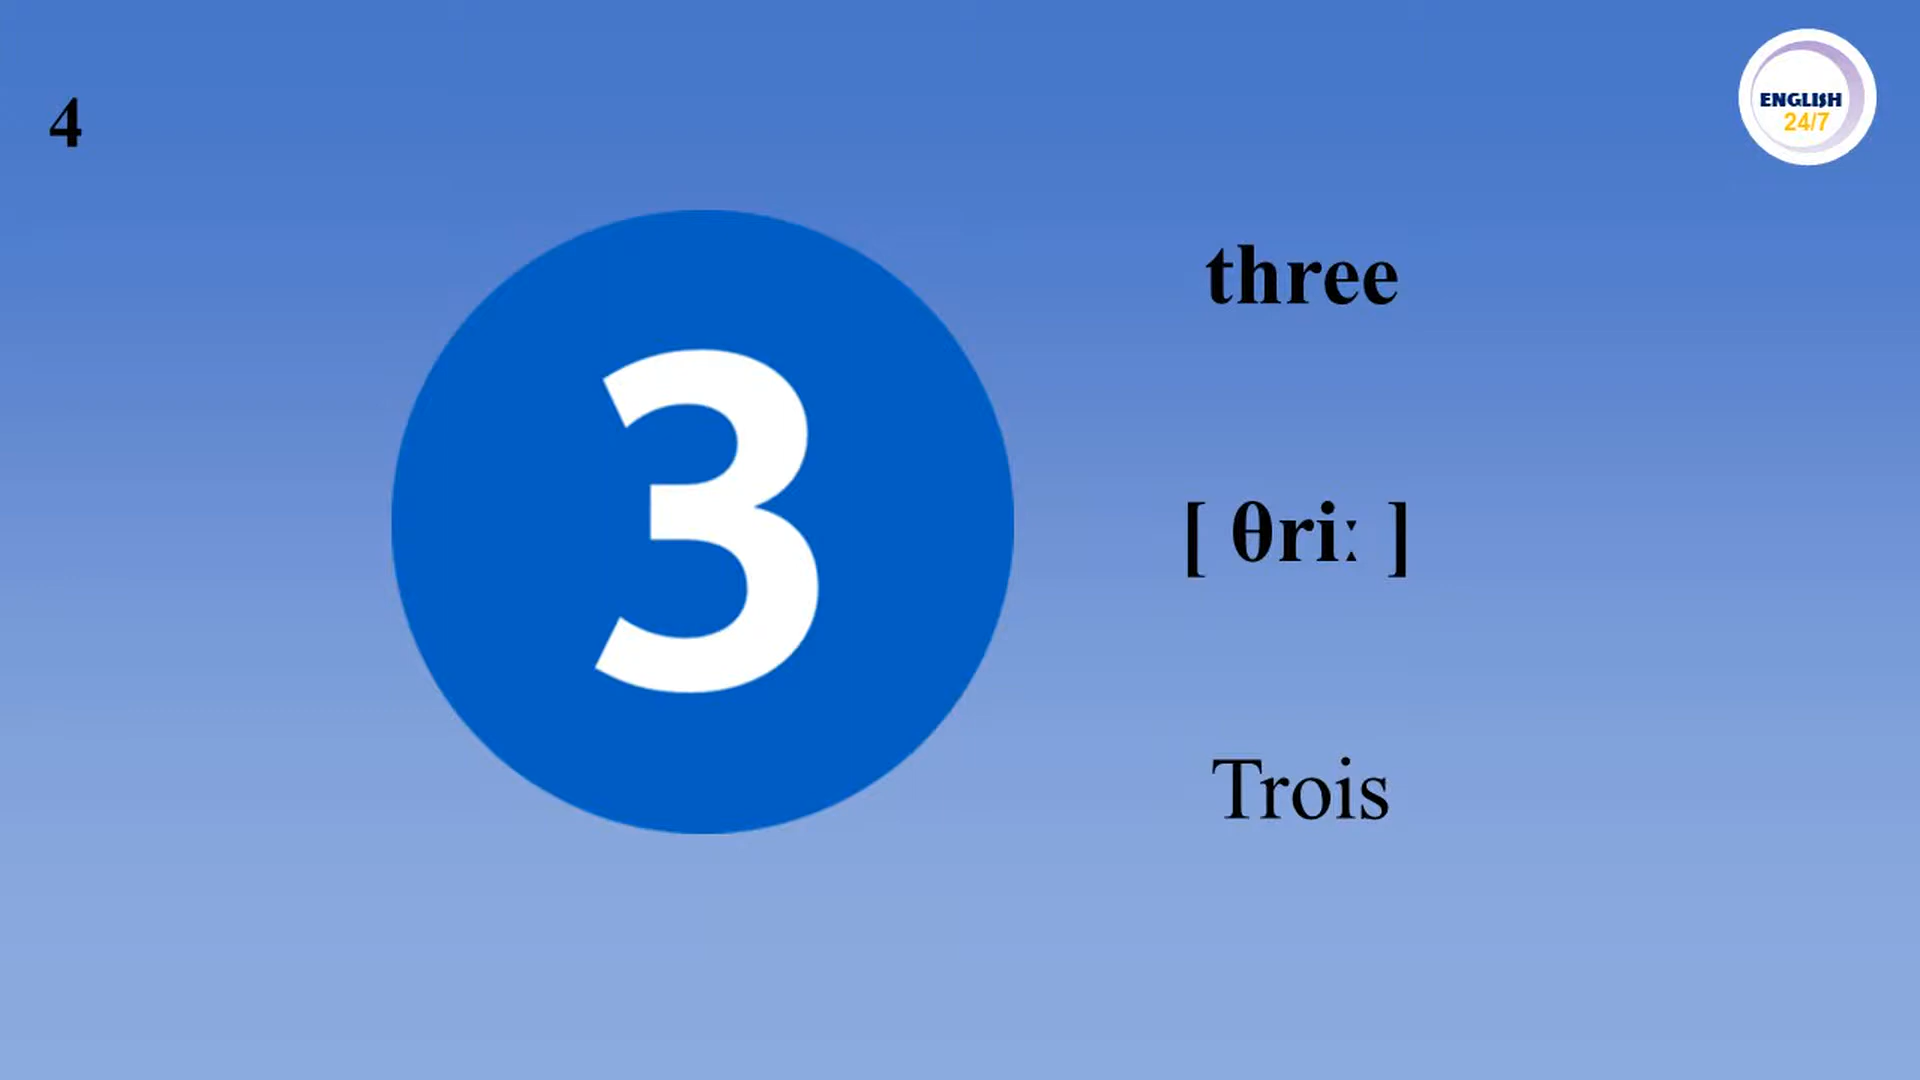 4
ENGLISH
24/7
3
three
[ θriː ]
Trois